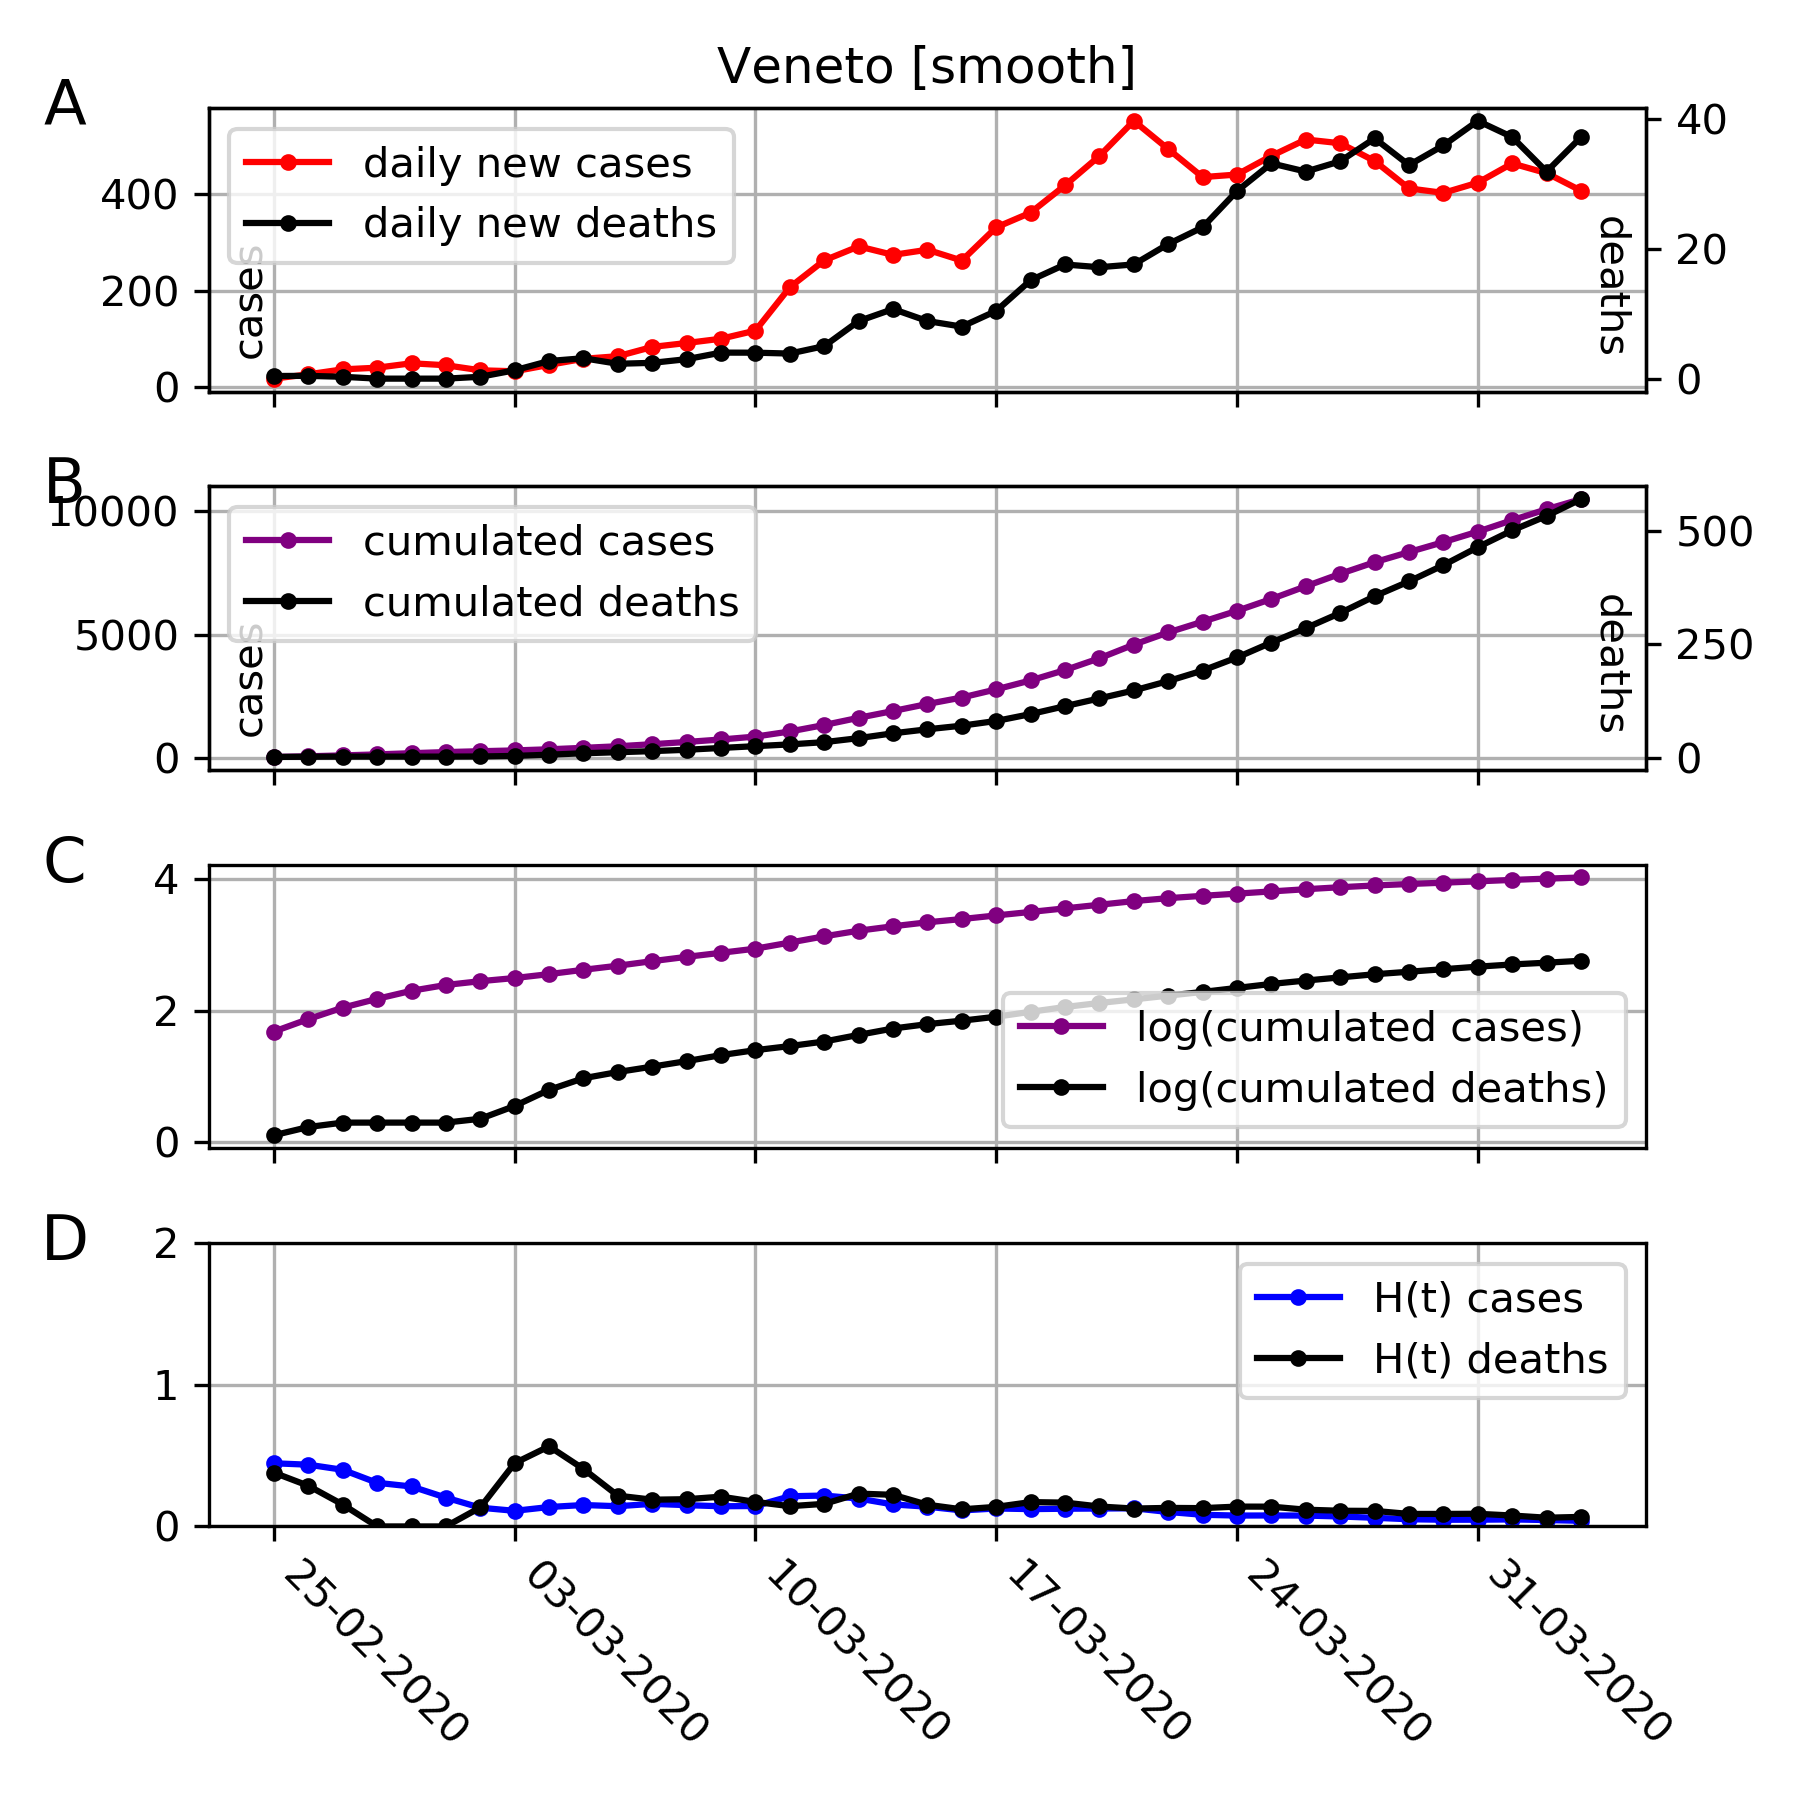 Veneto [smooth]
A
daily new cases
daily new deaths
400
200
0
cases
40
20
0
deaths
B
cumulated cases
cumulated deaths
10000
5000
0
cases
500
250
0
deaths
C
4
2
0
log(cumulated cases)
log(cumulated deaths)
D
2
1
0
H(t) cases
H(t) deaths
25-02-2020
03-03-2020
10-03-2020
17-03-2020
24-03-2020
31-03-2020